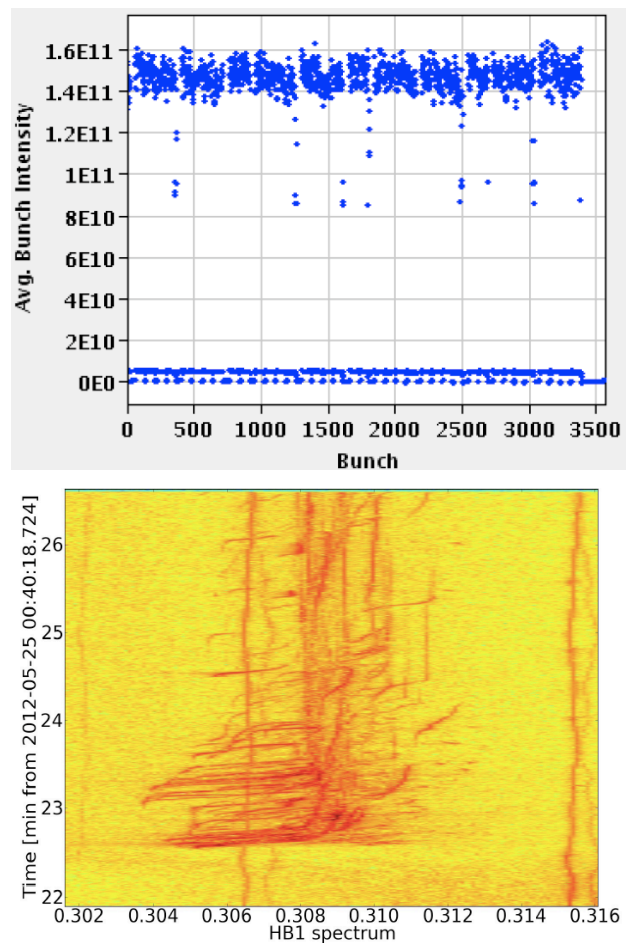 1.6E11
1.4E11
1.2E11
1E11
8E10
6E10
4E10
2E10
0E0
Avg. Bunch Intensity
0 500 1000 1500 2000 2500 3000 3500
Bunch
26
25
24
23
22
Time [min from 2012-05-25 00:40:18.724]
0.302 0.304 0.306 0.308 0.310 0.312 0.314 0.316
HB1 spectrum